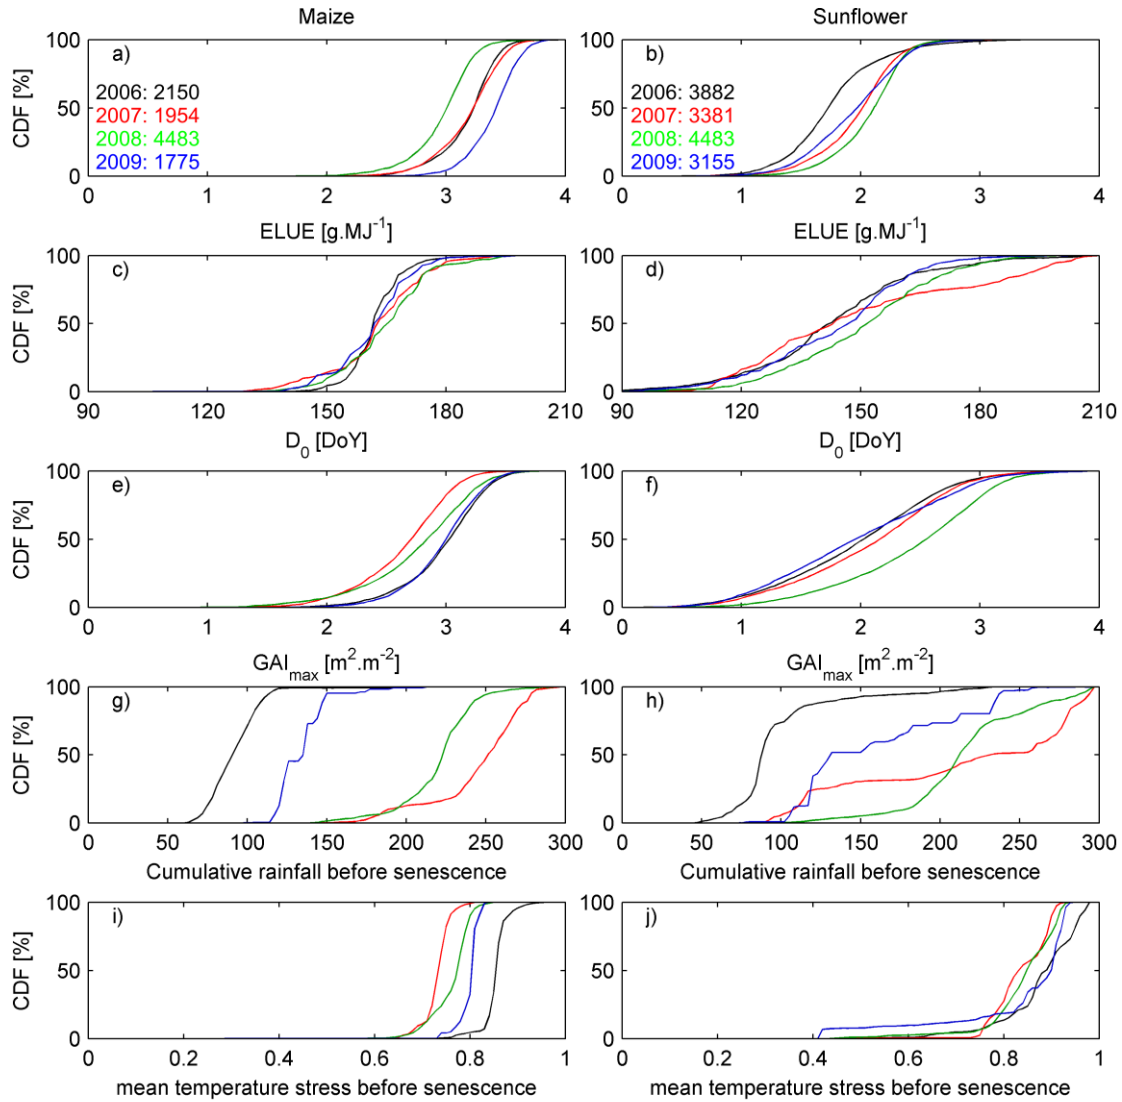 Maize
Sunflower
CDF [%]
100
50
0
a)
2006: 2150
2007: 1954
2008: 4483
2009: 1775
0 1 2 3 4
ELUE [g.MJ-1]
100
50
0
b)
2006: 3882
2007: 3381
2008: 4483
2009: 3155
0 1 2 3 4
ELUE [g.MJ-1]
CDF [%]
100
50
0
c)
90 120 150 180 210
D0 [DoY]
100
50
0
d)
90 120 150 180 210
D0 [DoY]
CDF [%]
100
50
0
e)
0 1 2 3 4
GAImax [m2.m-2]
100
50
0
f)
0 1 2 3 4
GAImax [m2.m-2]
CDF [%]
100
50
0
g)
0 50 100 150 200 250 300
Cumulative rainfall before senescence
100
50
0
h)
0 50 100 150 200 250 300
Cumulative rainfall before senescence
CDF [%]
100
50
0
i)
0 0.2 0.4 0.6 0.8 1
mean temperature stress before senescence
100
50
0
j)
0 0.2 0.4 0.6 0.8 1
mean temperature stress before senescence